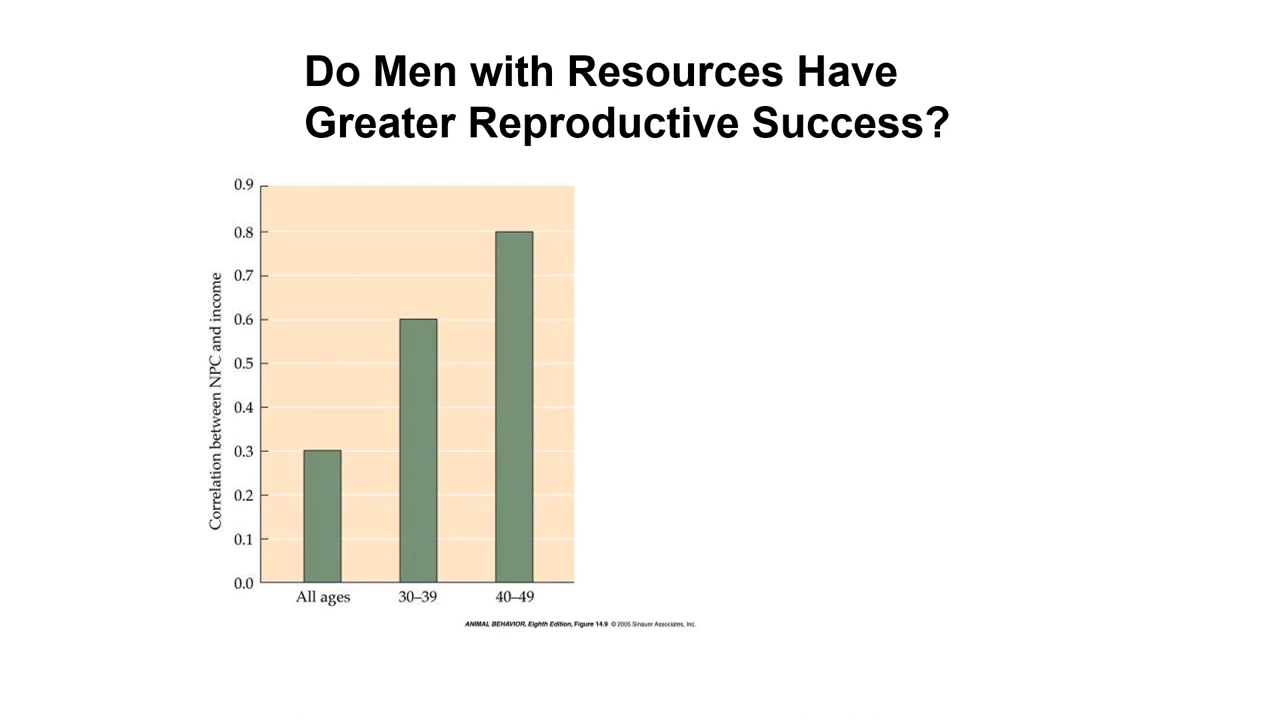 Do Men with Resources Have
Greater Reproductive Success?
Correlation between NPC and income
0.9
0.8
0.7
0.6
0.5
0.4
0.3
0.2
0.1
0.0
All ages 30–39 40–49
ANIMAL BEHAVIOR, Eighth Edition, Figure 14.9 © 2005 Sinauer Associates, Inc.